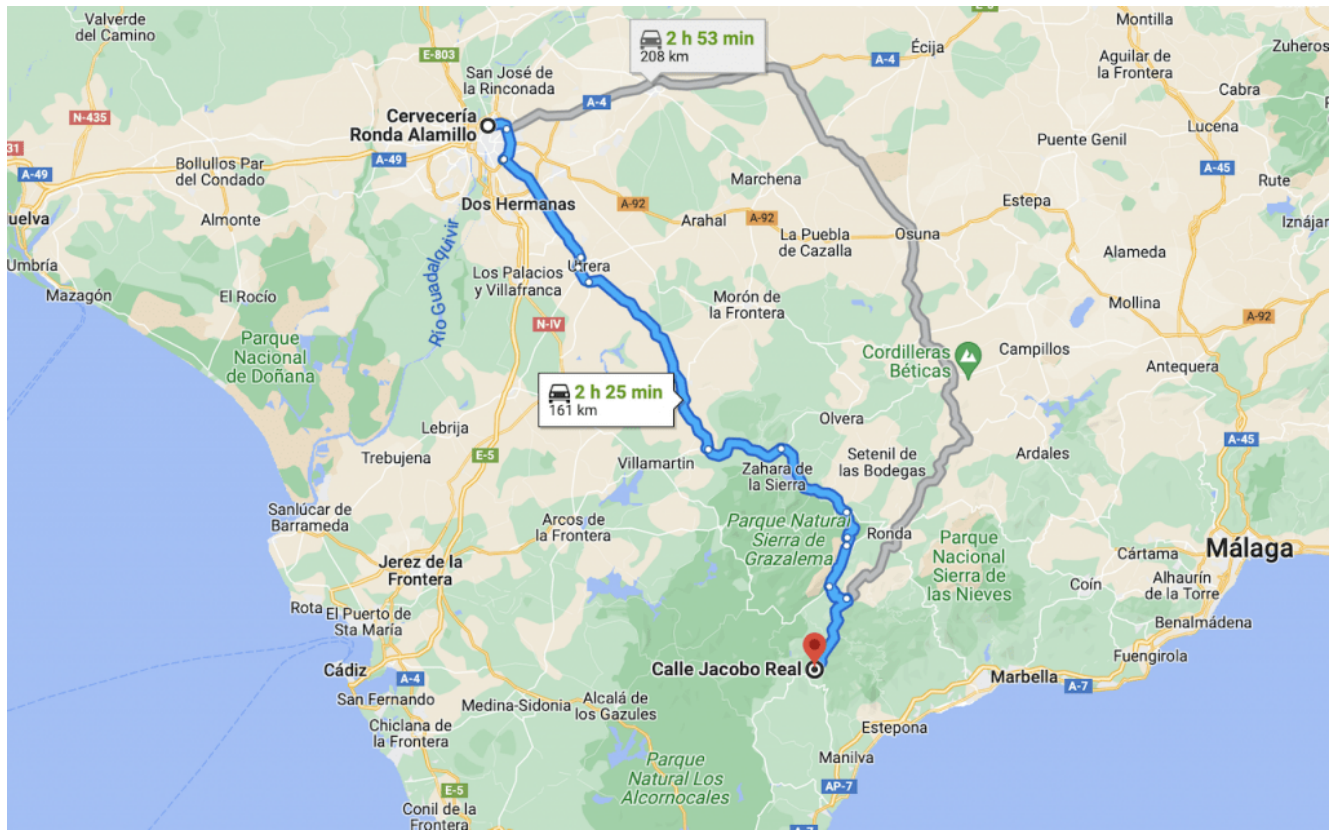 Valverde
del Camino
E-803
San José de
la Rinconada
2 h 53 min
208 km
Écija
A-4
Montilla
Aguilar de
la Frontera
Zuheros
Cabra
N-435
Cervecería
Ronda Alamillo
A-4
Puente Genil
Lucena
31
A-49
Bollullos Par
del Condado
A-49
Marchena
A-45
Rute
uelva
Almonte
Dos Hermanas
A-92
Arahal
A-92
La Puebla
de Cazalla
Osuna
Estepa
Iznájar
Umbría
Mazagón
El Rocío
Río Guadalquivir
Los Palacios
y Villafranca
Utrera
Morón de
la Frontera
Alameda
Mollina
Parque
Nacional
de Doñana
N-IV
A-92
Cordilleras
Béticas
Campillos
Antequera
2 h 25 min
161 km
Olvera
Lebrija
Trebujena
E-5
Villamartin
Zahara de
la Sierra
Setenil de
las Bodegas
Ardales
A-45
Sanlúcar de
Barrameda
Arcos de
la Frontera
Parque Natural
Sierra de
Grazalema
Ronda
Parque
Nacional
Sierra de
las Nieves
Jerez de la
Frontera
Cártama
Málaga
Coín
Alhaurín
de la Torre
Rota
El Puerto de
Sta María
Benalmádena
Cádiz
A-4
Calle Jacobo Real
Fuengirola
Marbella
A-7
San Fernando
Medina-Sidonia
Alcalá de
los Gazules
Chiclana de
la Frontera
Estepona
Manilva
Parque
Natural Los
Alcornocales
AP-7
E-5
Conil de la
Frontera
A-7